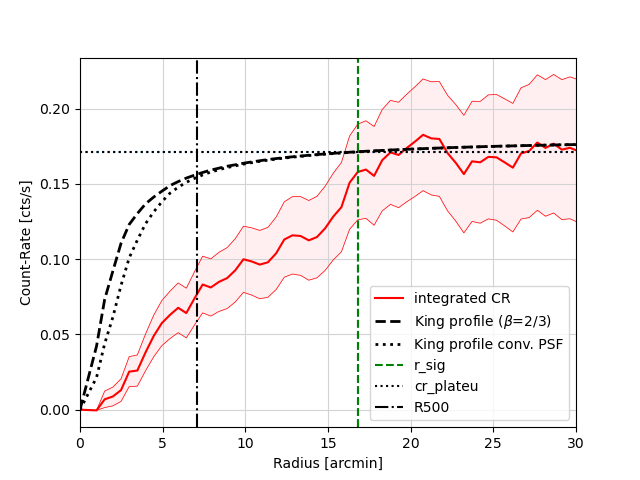 0.20
0.15
0.10
0.05
0.00
Count-Rate [cts/s]
integrated CR
King profile (β=2/3)
King profile conv. PSF
r_sig
cr_plateu
R500
0 5 10 15 20 25 30
Radius [arcmin]